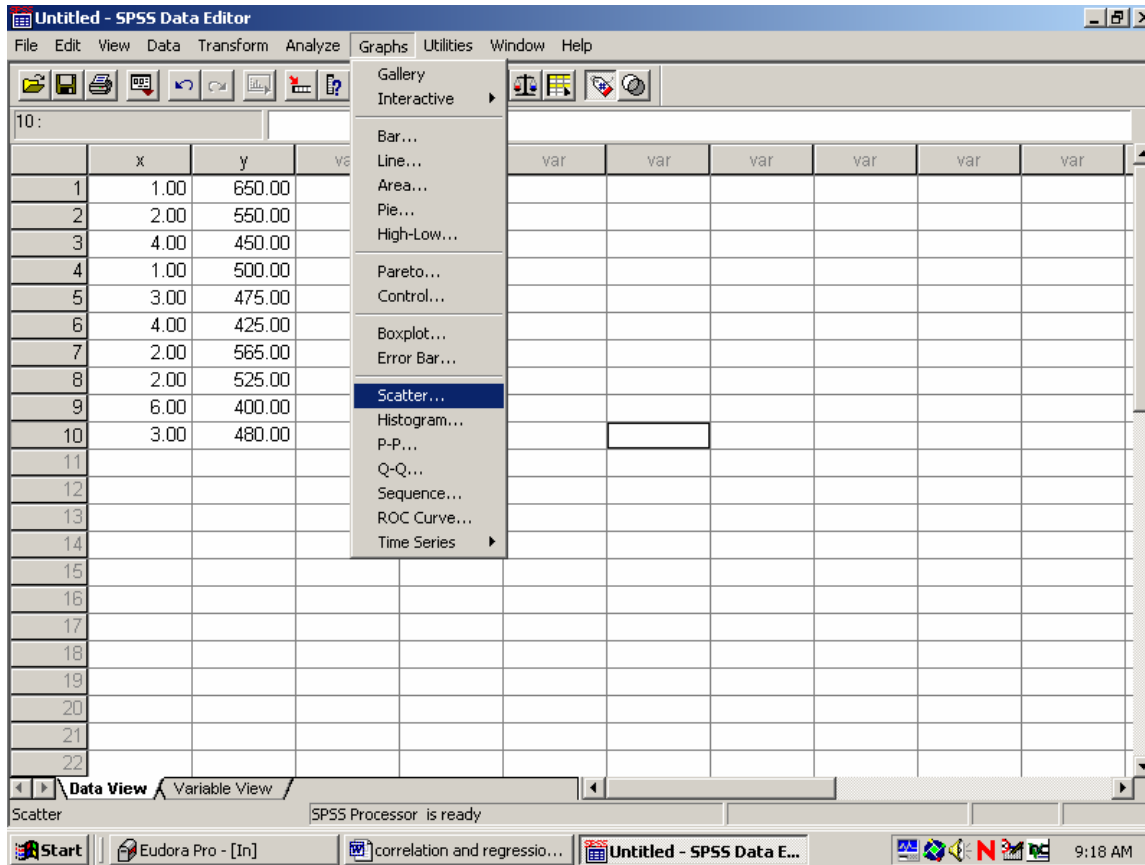 Untitled - SPSS Data Editor
File Edit View Data Transform Analyze Graphs Utilities Window Help
10 :
Gallery
Interactive
Bar...
Line...
Area...
Pie...
High-Low...
Pareto...
Control...
Boxplot...
Error Bar...
Scatter...
Histogram...
P-P...
Q-Q...
Sequence...
ROC Curve...
Time Series
x y va var var var var var var
1 1.00 650.00
2 2.00 550.00
3 4.00 450.00
4 1.00 500.00
5 3.00 475.00
6 4.00 425.00
7 2.00 565.00
8 2.00 525.00
9 6.00 400.00
10 3.00 480.00
11
12
13
14
15
16
17
18
19
20
21
22
Data View Variable View
Scatter SPSS Processor is ready
Start Eudora Pro - [In] correlation and regressio... Untitled - SPSS Data E... N 9:18 AM